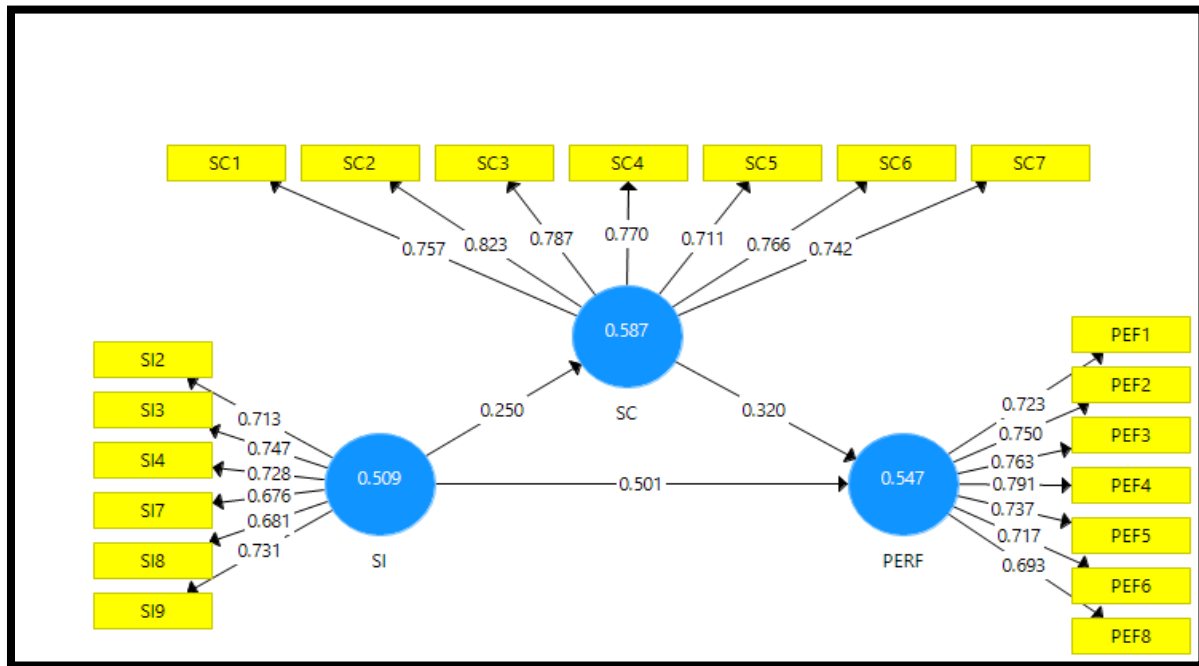 SC1 SC2 SC3 SC4 SC5 SC6 SC7
0.757 0.823 0.787 0.770 0.711 0.766 0.742
0.587
SC
SI2
SI3
SI4
SI7
SI8
SI9
0.713
0.747
0.728
0.676
0.681
0.731
0.509
SI
0.250
0.320
0.501
0.547
PERF
0.723
0.750
0.763
0.791
0.737
0.717
0.693
PEF1
PEF2
PEF3
PEF4
PEF5
PEF6
PEF8